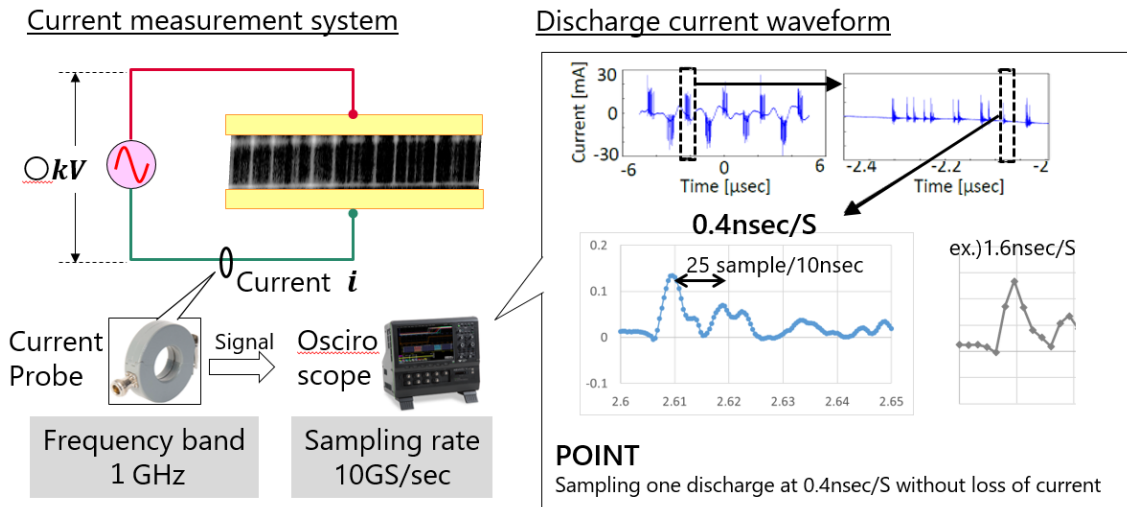 Current measurement system
○kV
Current i
Current
Probe
Signal
Osciro
scope
Frequency band
1 GHz
Sampling rate
10GS/sec
Discharge current waveform
Current [mA]
30
0
-30
-6
0
6
Time [μsec]
-2.4
-2.2
-2
Time [μsec]
0.4nsec/S
25 sample/10nsec
0.2
0.1
0
-0.1
2.6
2.61
2.62
2.63
2.64
2.65
ex.)1.6nsec/S
POINT
Sampling one discharge at 0.4nsec/S without loss of current